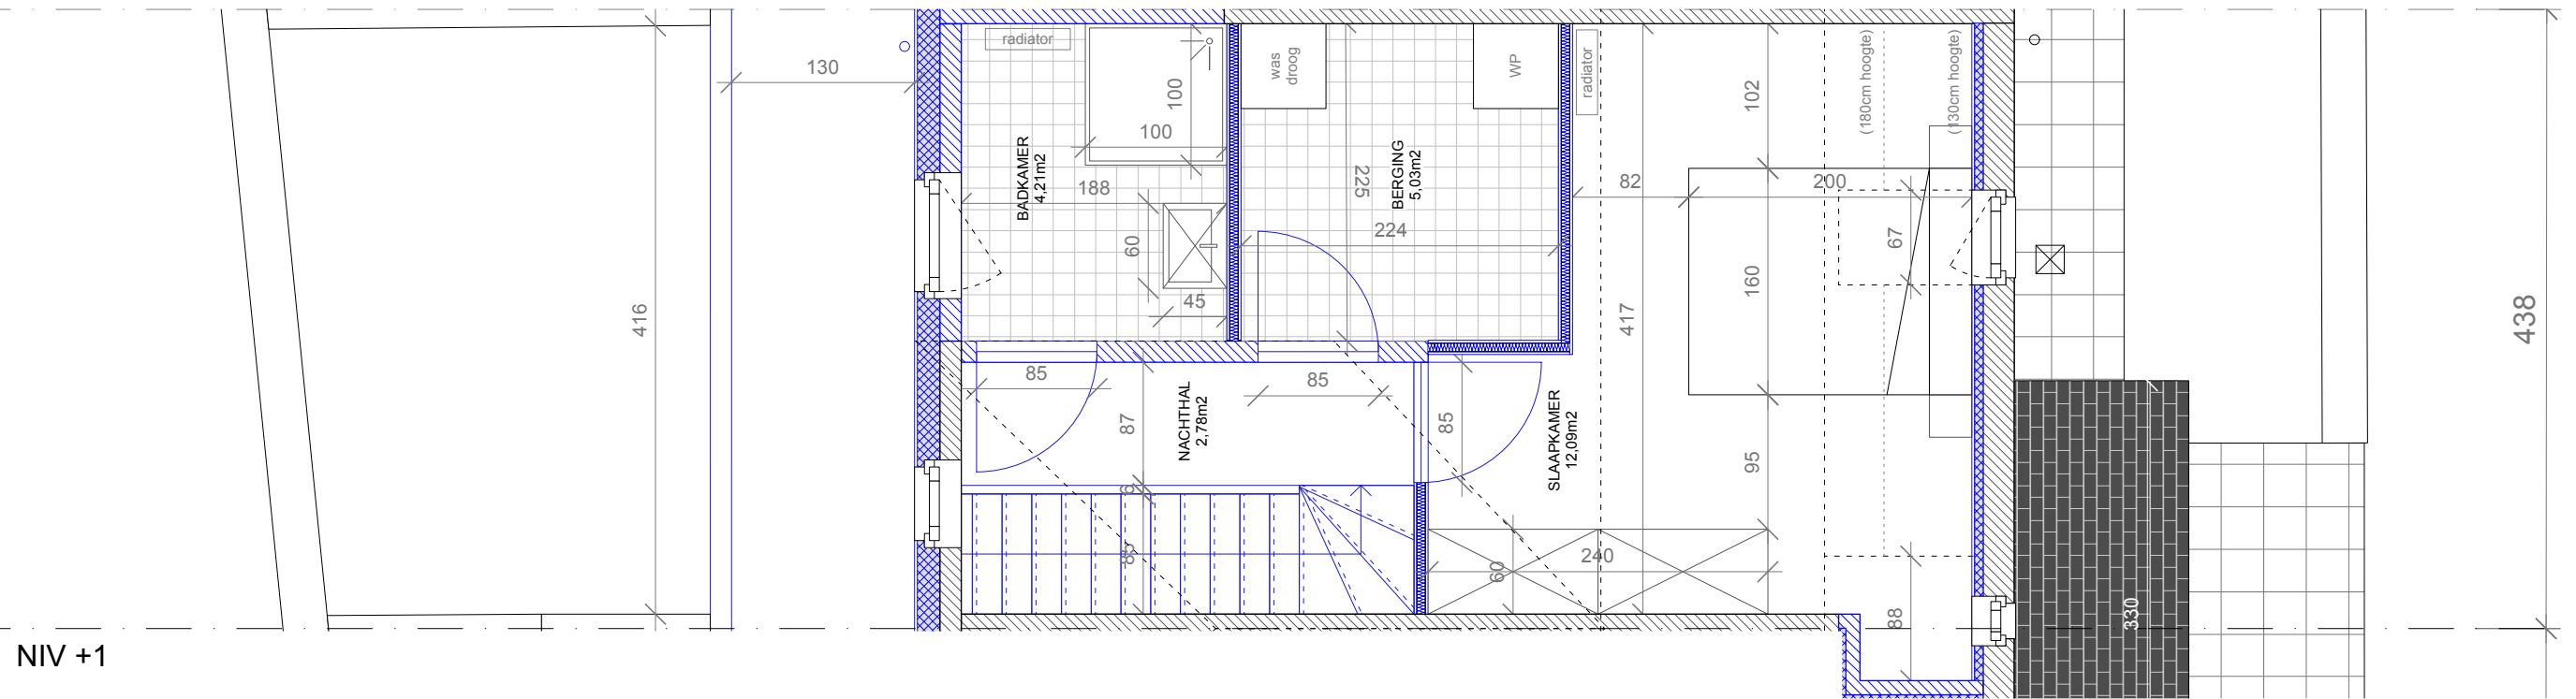 130
416
radiator
100
100
BADKAMER
4,21m2
188
60
45
was
droog
WP
225
BERGING
5,03m2
224
radiator
82
417
102
(180cm hoogte)
(130cm hoogte)
200
67
160
438
85
87
NACHTHAL
2,78m2
85
85
SLAAPKAMER
12,09m2
95
6
85
60
240
88
330
NIV +1